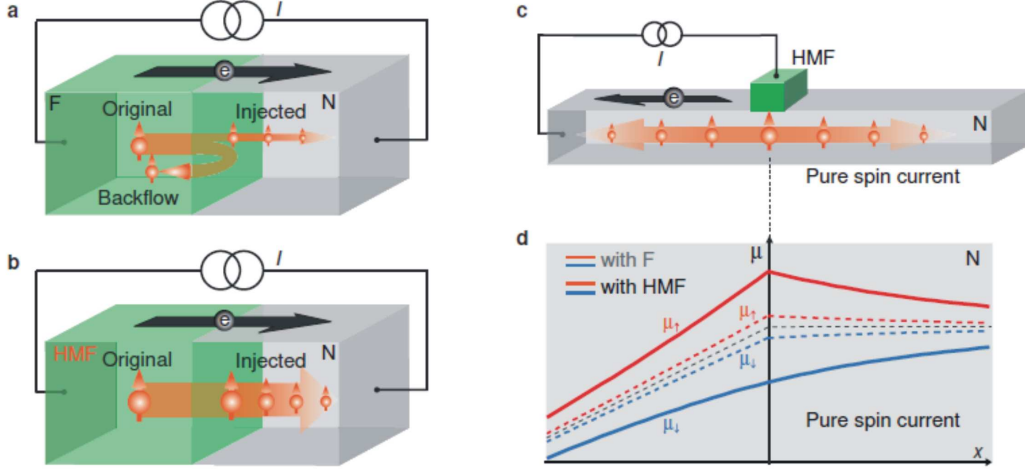 a
I
e
F
Original
Injected
N
Backflow
b
I
e
HMF
Original
Injected
N
c
I
HMF
e
N
Pure spin current
d
with F
with HMF
μ
N
μ↑
μ↑
μ↓
μ↓
Pure spin current
x